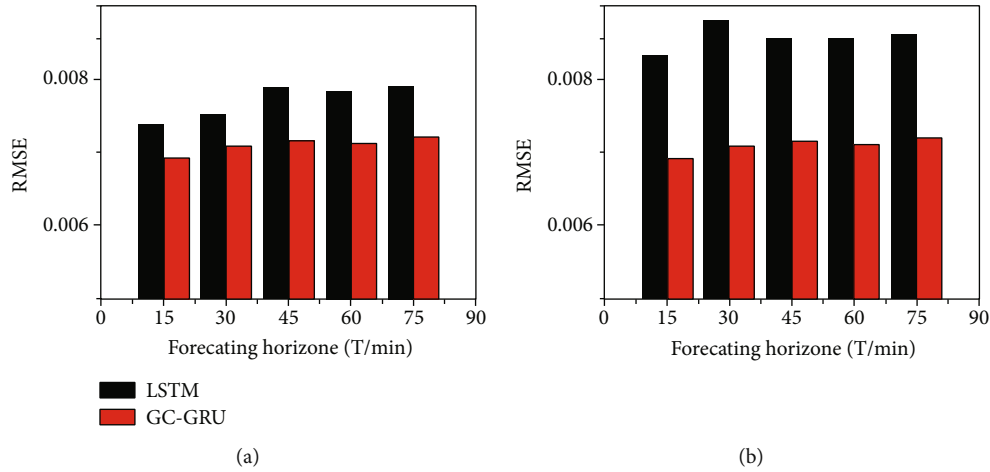 RMSE
0.008
0.006
0
15
30
45
60
75
90
Forecating horizone (T/min)
LSTM
GC-GRU
(a)
RMSE
0.008
0.006
0
15
30
45
60
75
90
Forecating horizone (T/min)
(b)